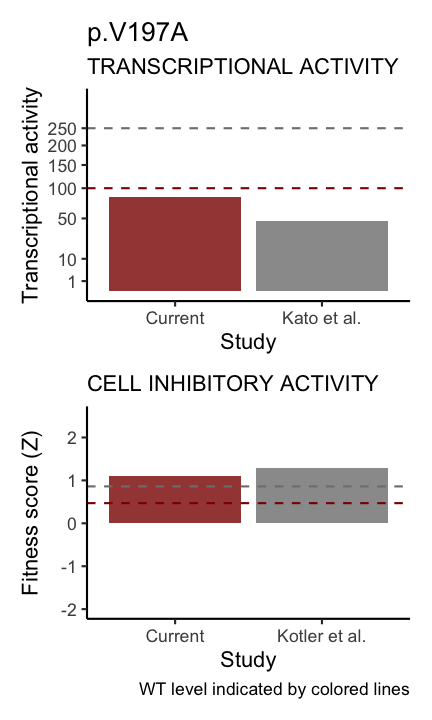 p.V197A
TRANSCRIPTIONAL ACTIVITY
Transcriptional activity
250
200
150
100
50
10
1
Current
Kato et al.
Study
CELL INHIBITORY ACTIVITY
Fitness score (Z)
2
1
0
-1
-2
Current
Kotler et al.
Study
WT level indicated by colored lines